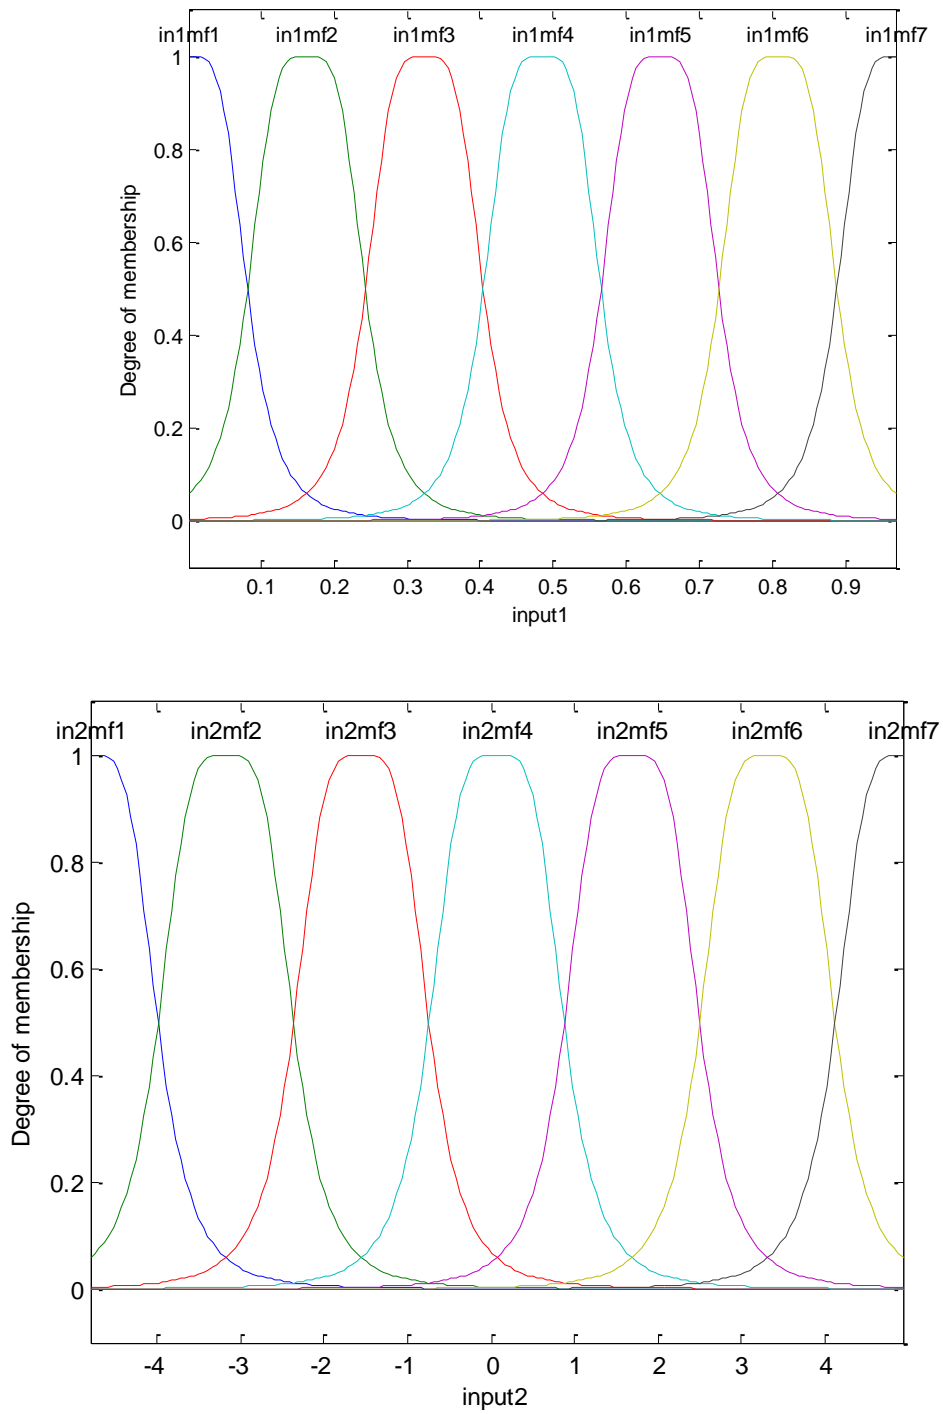 in1mf1 in1mf2 in1mf3 in1mf4 in1mf5 in1mf6 in1mf7
1
0.8
0.6
0.4
0.2
0
Degree of membership
0.1 0.2 0.3 0.4 0.5 0.6 0.7 0.8 0.9
input1
in2mf1 in2mf2 in2mf3 in2mf4 in2mf5 in2mf6 in2mf7
1
0.8
0.6
0.4
0.2
0
Degree of membership
-4 -3 -2 -1 0 1 2 3 4
input2